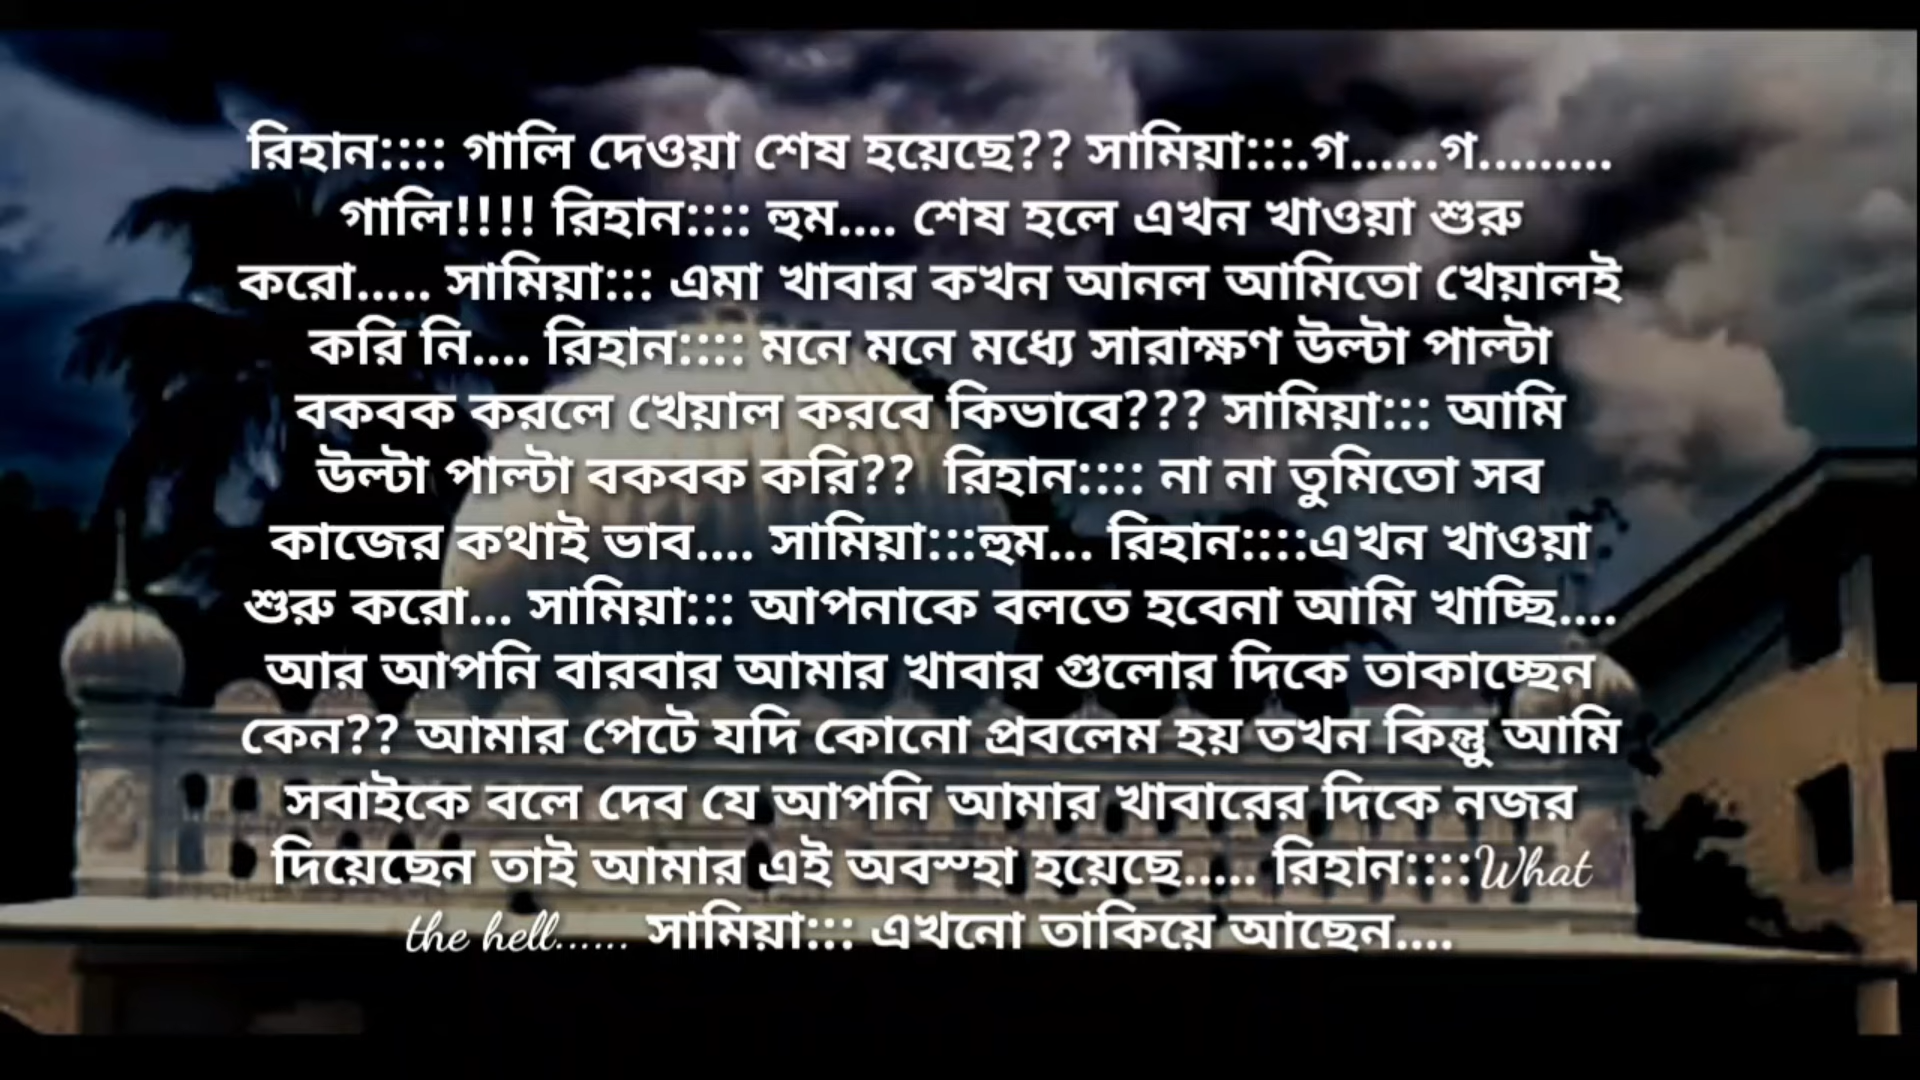 রিহান:::: গালি দেওয়া শেষ হয়েছে?? সামিয়া:::.গ......গ.........
গালি!!!! রিহান:::: হুম.... শেষ হলে এখন খাওয়া শুরু
করো..... সামিয়া::: এমা খাবার কখন আনল আমিতো খেয়ালই
করি নি.... রিহান:::: মনে মনে মধ্যে সারাক্ষণ উল্টা পাল্টা
বকবক করলে খেয়াল করবে কিভাবে??? সামিয়া::: আমি
উল্টা পাল্টা বকবক করি?? রিহান:::: না না তুমিতো সব
কাজের কথাই ভাব.... সামিয়া:::হুম... রিহান::::এখন খাওয়া
শুরু করো... সামিয়া::: আপনাকে বলতে হবেনা আমি খাচ্ছি....
আর আপনি বারবার আমার খাবার গুলোর দিকে তাকাচ্ছেন
কেন?? আমার পেটে যদি কোনো প্রবলেম হয় তখন কিন্তু আমি
সবাইকে বলে দেব যে আপনি আমার খাবারের দিকে নজর
দিয়েছেন তাই আমার এই অবস্হা হয়েছে..... রিহান::::What
the hell...... সামিয়া::: এখনো তাকিয়ে আছেন....